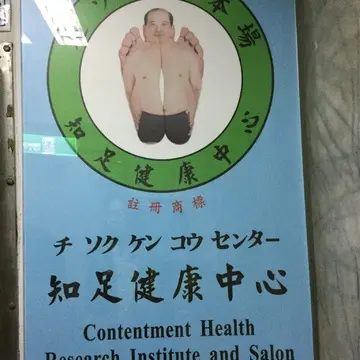 知足健康中心
註冊商標
チ ソク ケン コウ センター
知足健康中心
Contentment Health
Research Institute and Salon